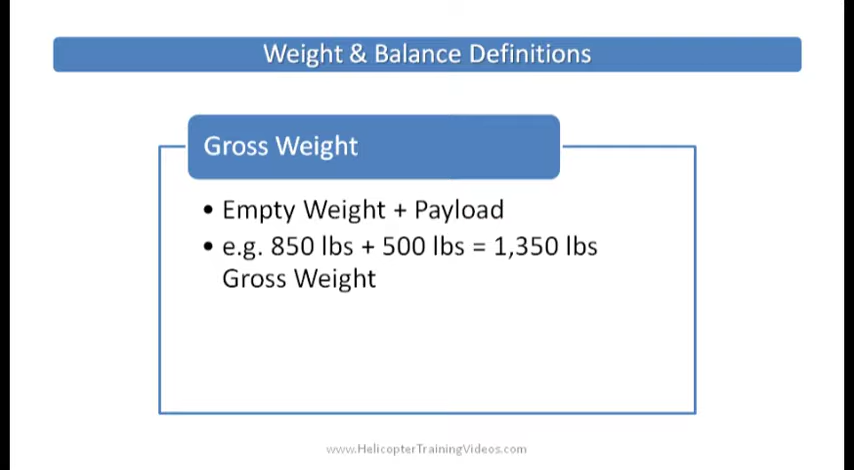 Weight & Balance Definitions
Gross Weight
• Empty Weight + Payload
• e.g. 850 lbs + 500 lbs = 1,350 lbs
Gross Weight
www.HelicopterTrainingVideos.com